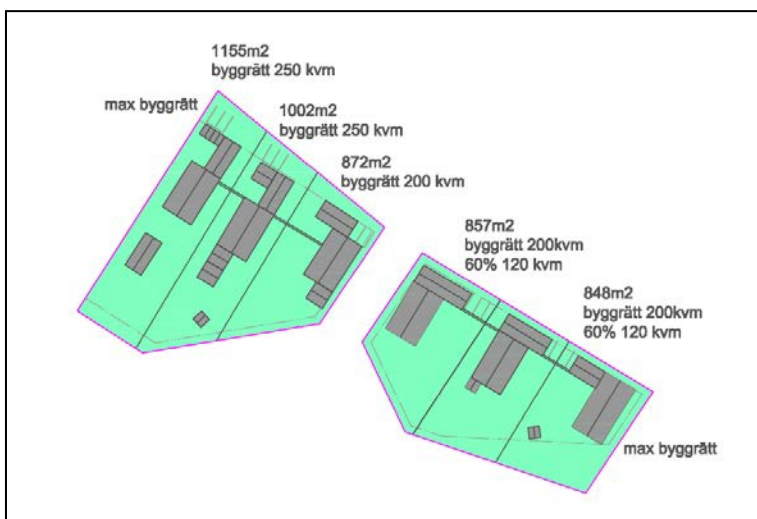 1155m2
byggrätt 250 kvm
max byggrätt
1002m2
byggrätt 250 kvm
872m2
byggrätt 200 kvm
857m2
byggrätt 200kvm
60% 120 kvm
848m2
byggrätt 200kvm
60% 120 kvm
max byggrätt